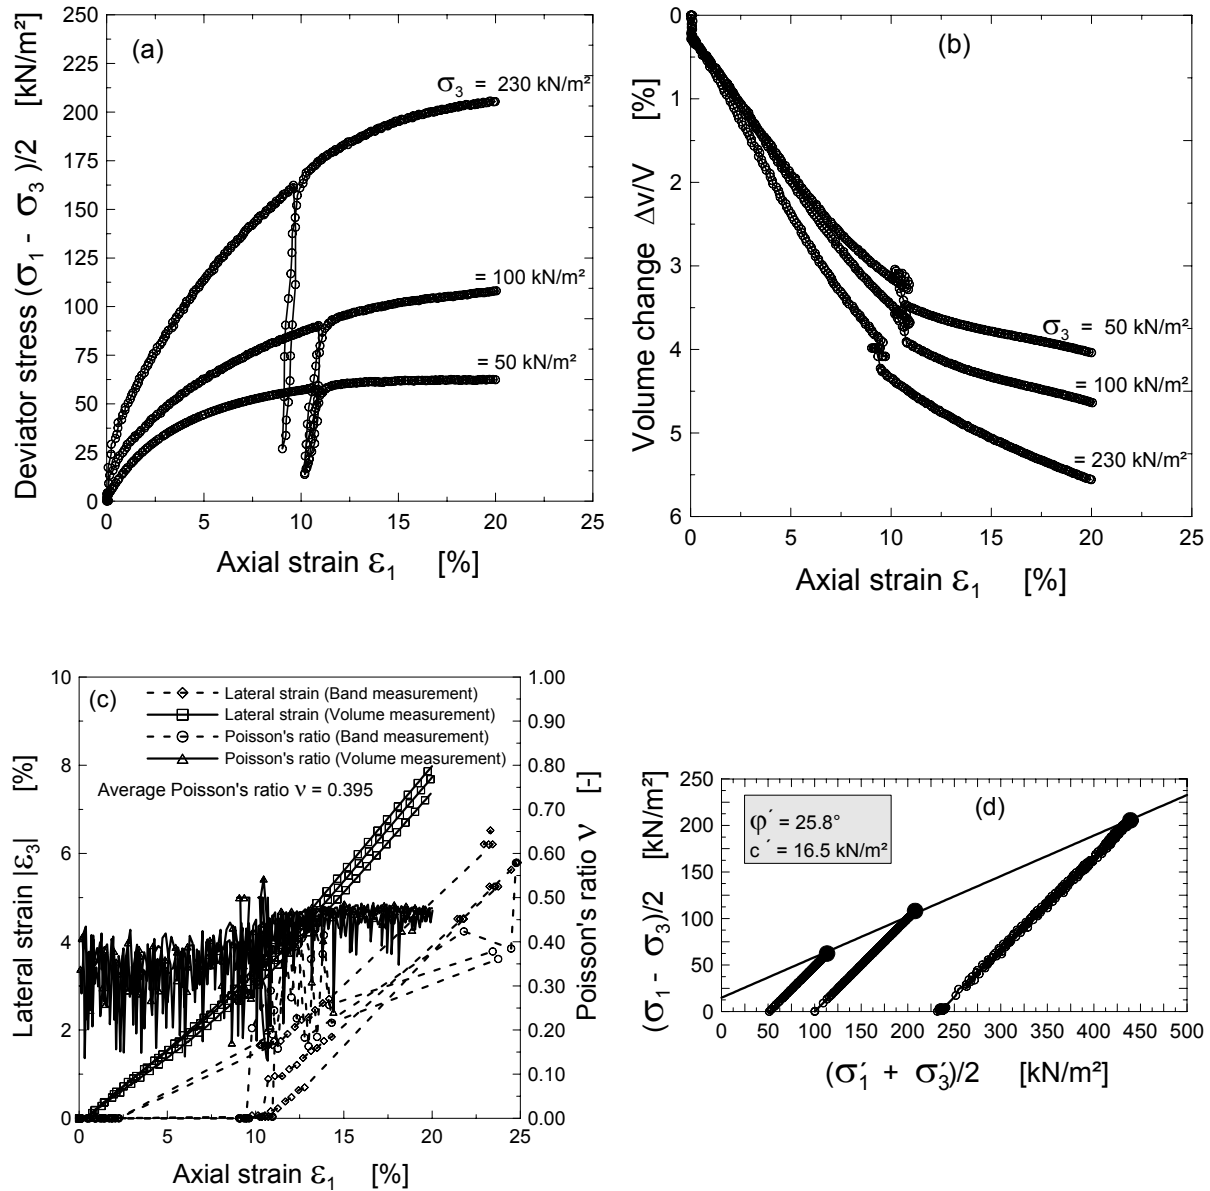 (a)
Deviator stress (σ1 - σ3)/2 [kN/m²]
250
225
200
175
150
125
100
75
50
25
0
σ3 = 230 kN/m²
= 100 kN/m²
= 50 kN/m²
0 5 10 15 20 25
Axial strain ε1 [%]
(b)
Volume change Δv/V [%]
0
1
2
3
4
5
6
σ3 = 50 kN/m²
= 100 kN/m²
= 230 kN/m²
0 5 10 15 20 25
Axial strain ε1 [%]
(c)
Lateral strain |ε3| [%]
10
8
6
4
2
0
Lateral strain (Band measurement)
Lateral strain (Volume measurement)
Poisson's ratio (Band measurement)
Poisson's ratio (Volume measurement)
Average Poisson's ratio ν = 0.395
1.00
0.90
0.80
0.70
0.60
0.50
0.40
0.30
0.20
0.10
0.00
Poisson's ratio ν [-]
0 5 10 15 20 25
Axial strain ε1 [%]
(d)
(σ1 - σ3)/2 [kN/m²]
250
200
150
100
50
0
φ´ = 25.8°
c´ = 16.5 kN/m²
0 50 100 150 200 250 300 350 400 450 500
(σ1´ + σ3´)/2 [kN/m²]